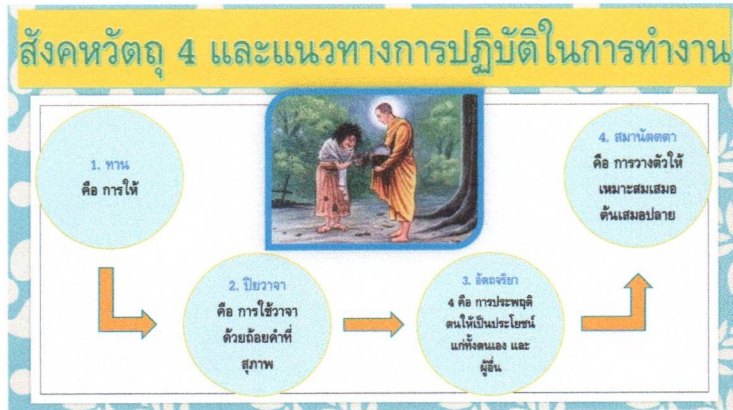 สังคหวัตถุ 4 และแนวทางการปฏิบัติในการทำงาน
1. ทาน
คือ การให้
2. ปิยวาจา
คือ การใช้วาจา
ด้วยถ้อยคำที่
สุภาพ
3. อัตถจริยา
4 คือ การประพฤติ
ตนให้เป็นประโยชน์
แก่ทั้งตนเอง และ
ผู้อื่น
4. สมานัตตตา
คือ การวางตัวให้
เหมาะสมเสมอ
ต้นเสมอปลาย